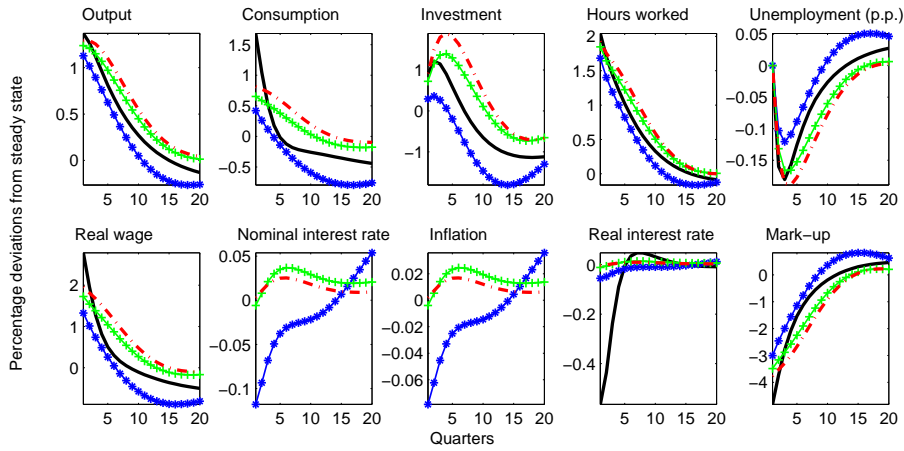 Output
Consumption
Investment
Hours worked
Unemployment (p.p.)
1
0.5
0
5 10 15 20
1.5
1
0.5
0
−0.5
5 10 15 20
1
0
−1
5 10 15 20
2
1.5
1
0.5
0
5 10 15 20
0.05
0
−0.05
−0.1
−0.15
5 10 15 20
Percentage deviations from steady state
Real wage
Nominal interest rate
Inflation
Real interest rate
Mark−up
2
1
0
5 10 15 20
0.05
0
−0.05
−0.1
5 10 15 20
0.02
0
−0.02
−0.04
−0.06
5 10 15 20
0
−0.2
−0.4
5 10 15 20
0
−1
−2
−3
−4
5 10 15 20
Quarters